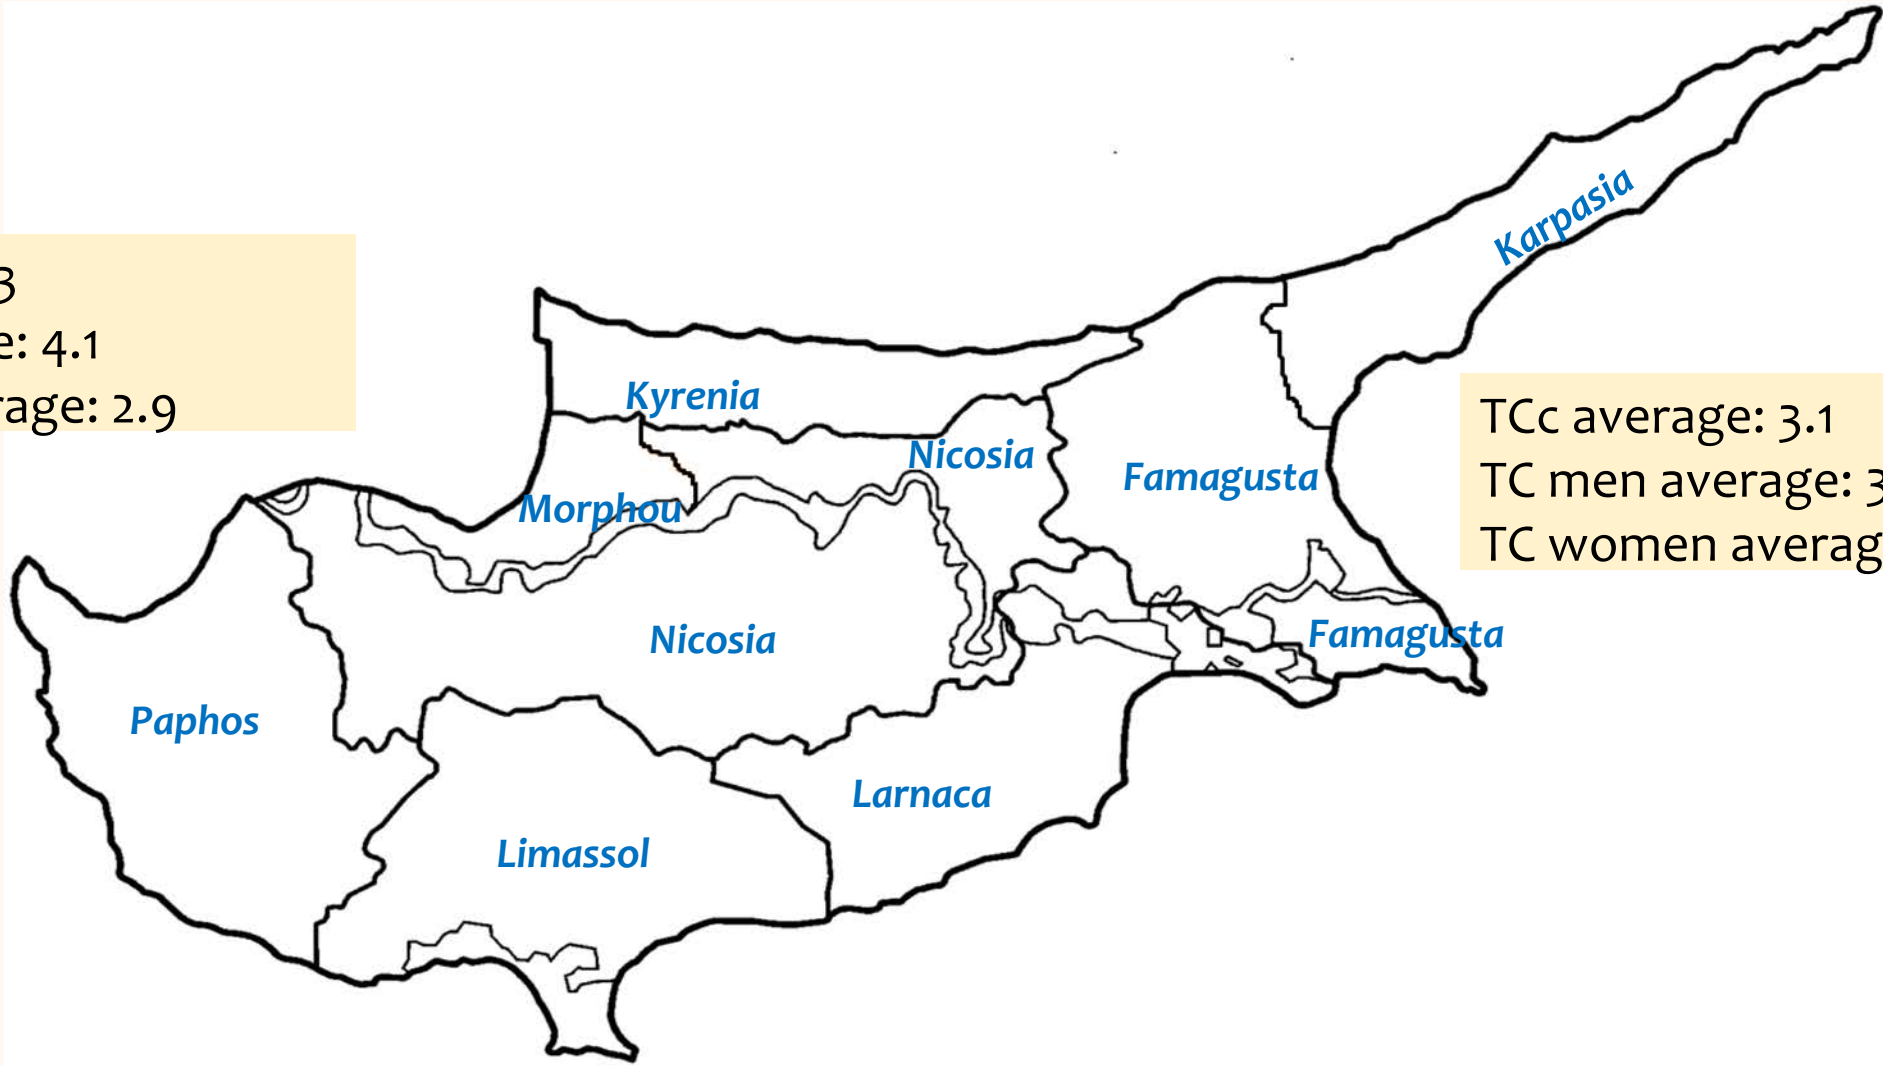 Karpasia
3
e: 4.1
rage: 2.9
Kyrenia
Nicosia
Morphou
Famagusta
TCc average: 3.1
TC men average: 3
TC women averag
Nicosia
Famagusta
Paphos
Larnaca
Limassol